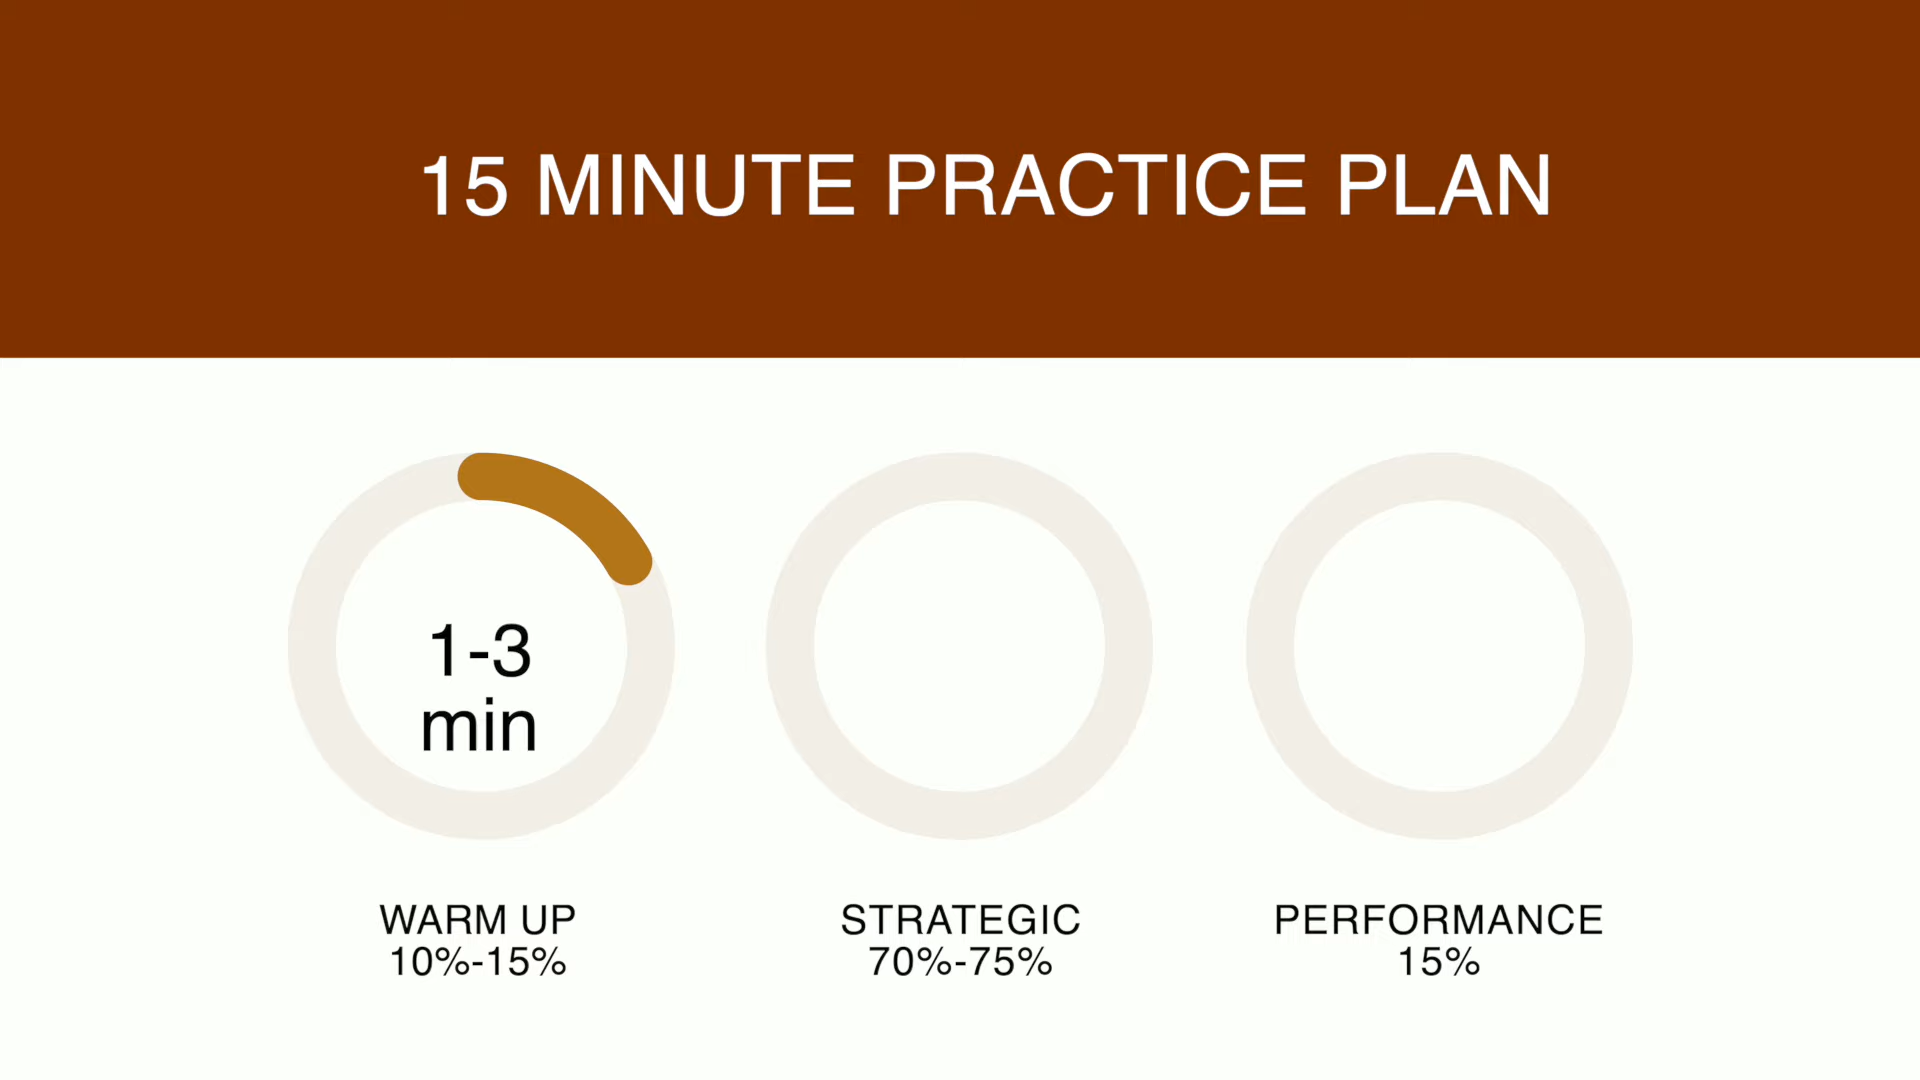 15 MINUTE PRACTICE PLAN
1-3
min
WARM UP
10%-15%
STRATEGIC
70%-75%
PERFORMANCE
15%